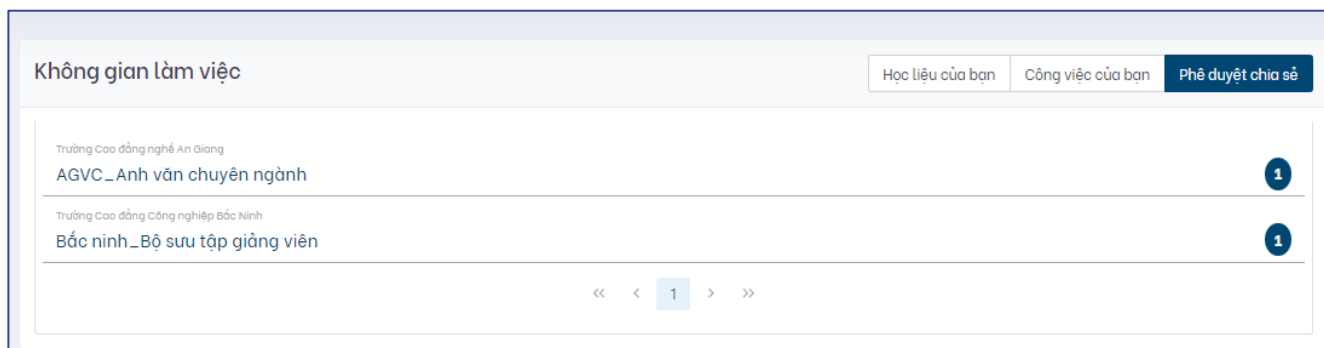 Không gian làm việc
Học liệu của bạn
Công việc của bạn
Phê duyệt chia sẻ
Trường Cao đẳng nghề An Giang
AGVC_Anh văn chuyên ngành
1
Trường Cao đẳng Công nghiệp Bắc Ninh
Bắc ninh_Bộ sưu tập giảng viên
1
« < 1 > »